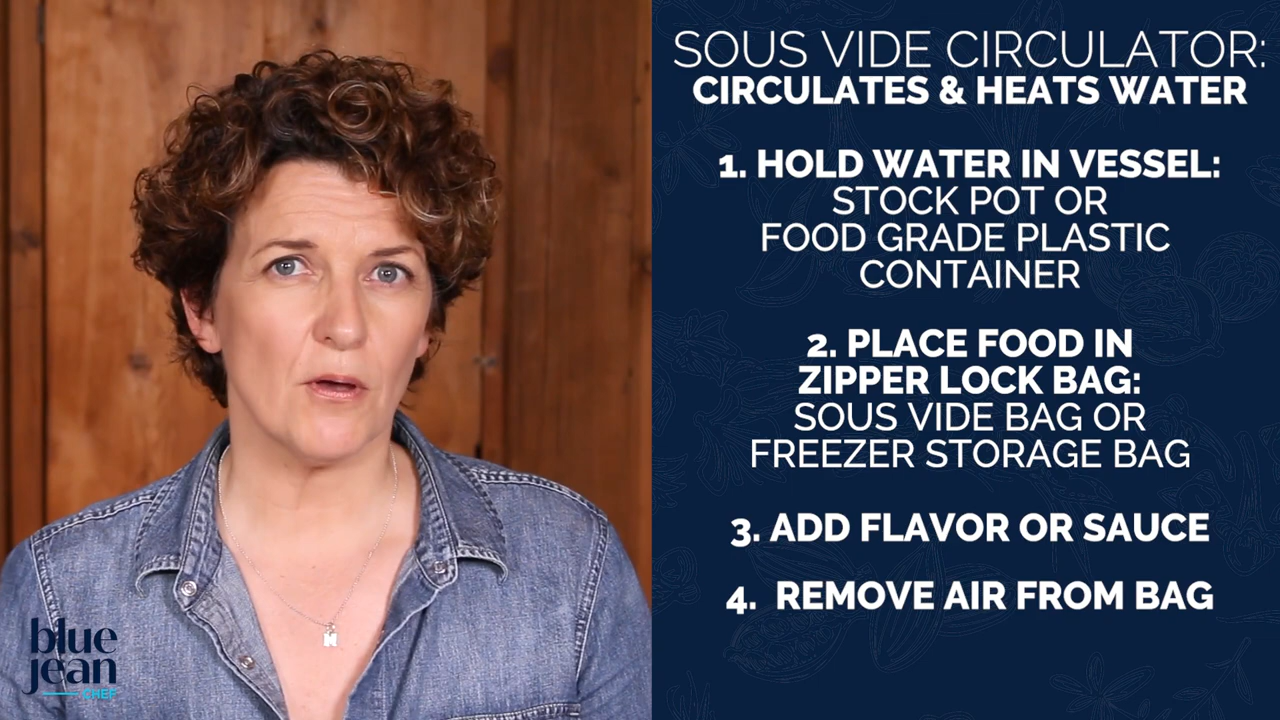 SOUS VIDE CIRCULATOR:
CIRCULATES & HEATS WATER
1. HOLD WATER IN VESSEL:
STOCK POT OR
FOOD GRADE PLASTIC
CONTAINER
2. PLACE FOOD IN
ZIPPER LOCK BAG:
SOUS VIDE BAG OR
FREEZER STORAGE BAG
3. ADD FLAVOR OR SAUCE
4. REMOVE AIR FROM BAG
blue
jean
CHEF
N